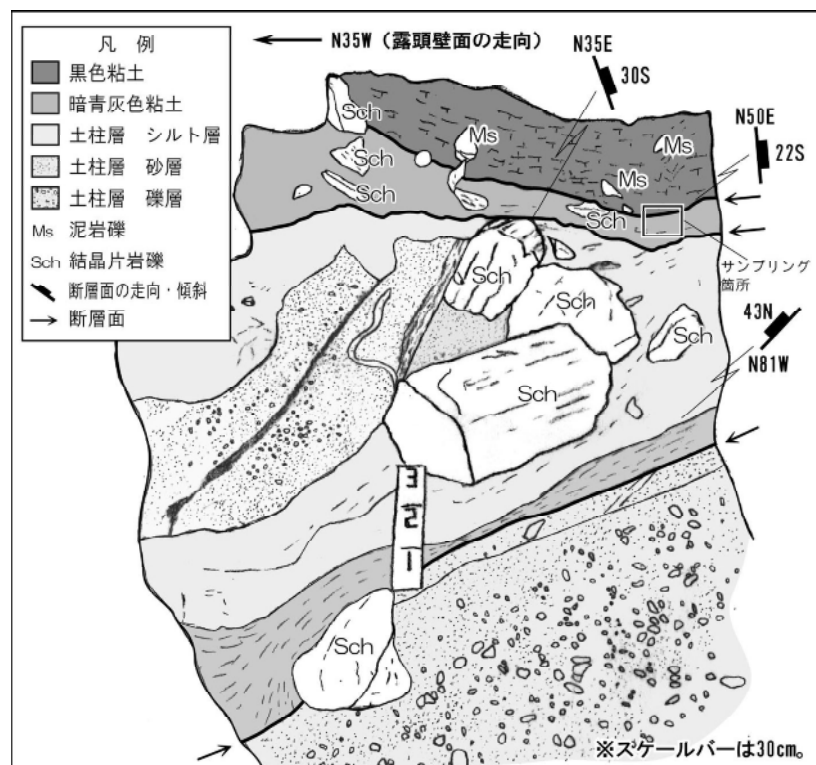 凡 例
黒色粘土
暗青灰色粘土
土柱層 シルト層
土柱層 砂層
土柱層 礫層
Ms 泥岩礫
Sch 結晶片岩礫
断層面の走向・傾斜
断層面
N35W (露頭壁面の走向)
N35E
30S
N50E
22S
Sch
Ms
Ms
Sch
Sch
Ms
Sch
サンプリング
箇所
Sch
Sch
Sch
43N
N81W
Sch
3
2
1
Sch
※スケールバーは30cm。